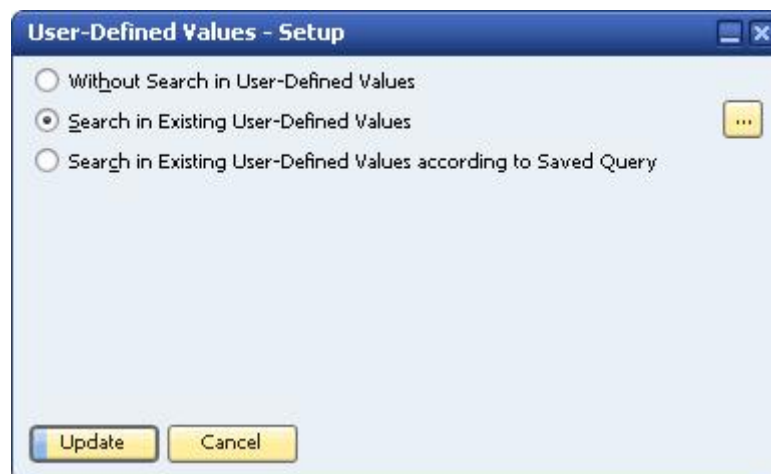 User-Defined Values - Setup
Without Search in User-Defined Values
Search in Existing User-Defined Values
...
Search in Existing User-Defined Values according to Saved Query
Update
Cancel